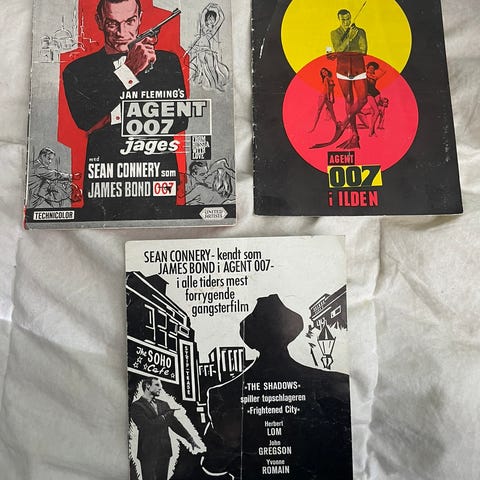 JAN FLEMING'S
AGENT
007
jages
FROM
RUSSIA
WITH
LOVE
med
SEAN CONNERY som
JAMES BOND 007
TECHNICOLOR
UNITED
ARTISTS
AGENT
007
i ILDEN
SEAN CONNERY - kendt som
JAMES BOND i AGENT 007-
i alle tiders mest
forrygende
gangsterfilm
The SOHO
Cafe
STRIP TEASE
»THE SHADOWS«
spiller topschlageren
»Frightened City«
Herbert
LOM
John
GREGSON
Yvonne
ROMAIN